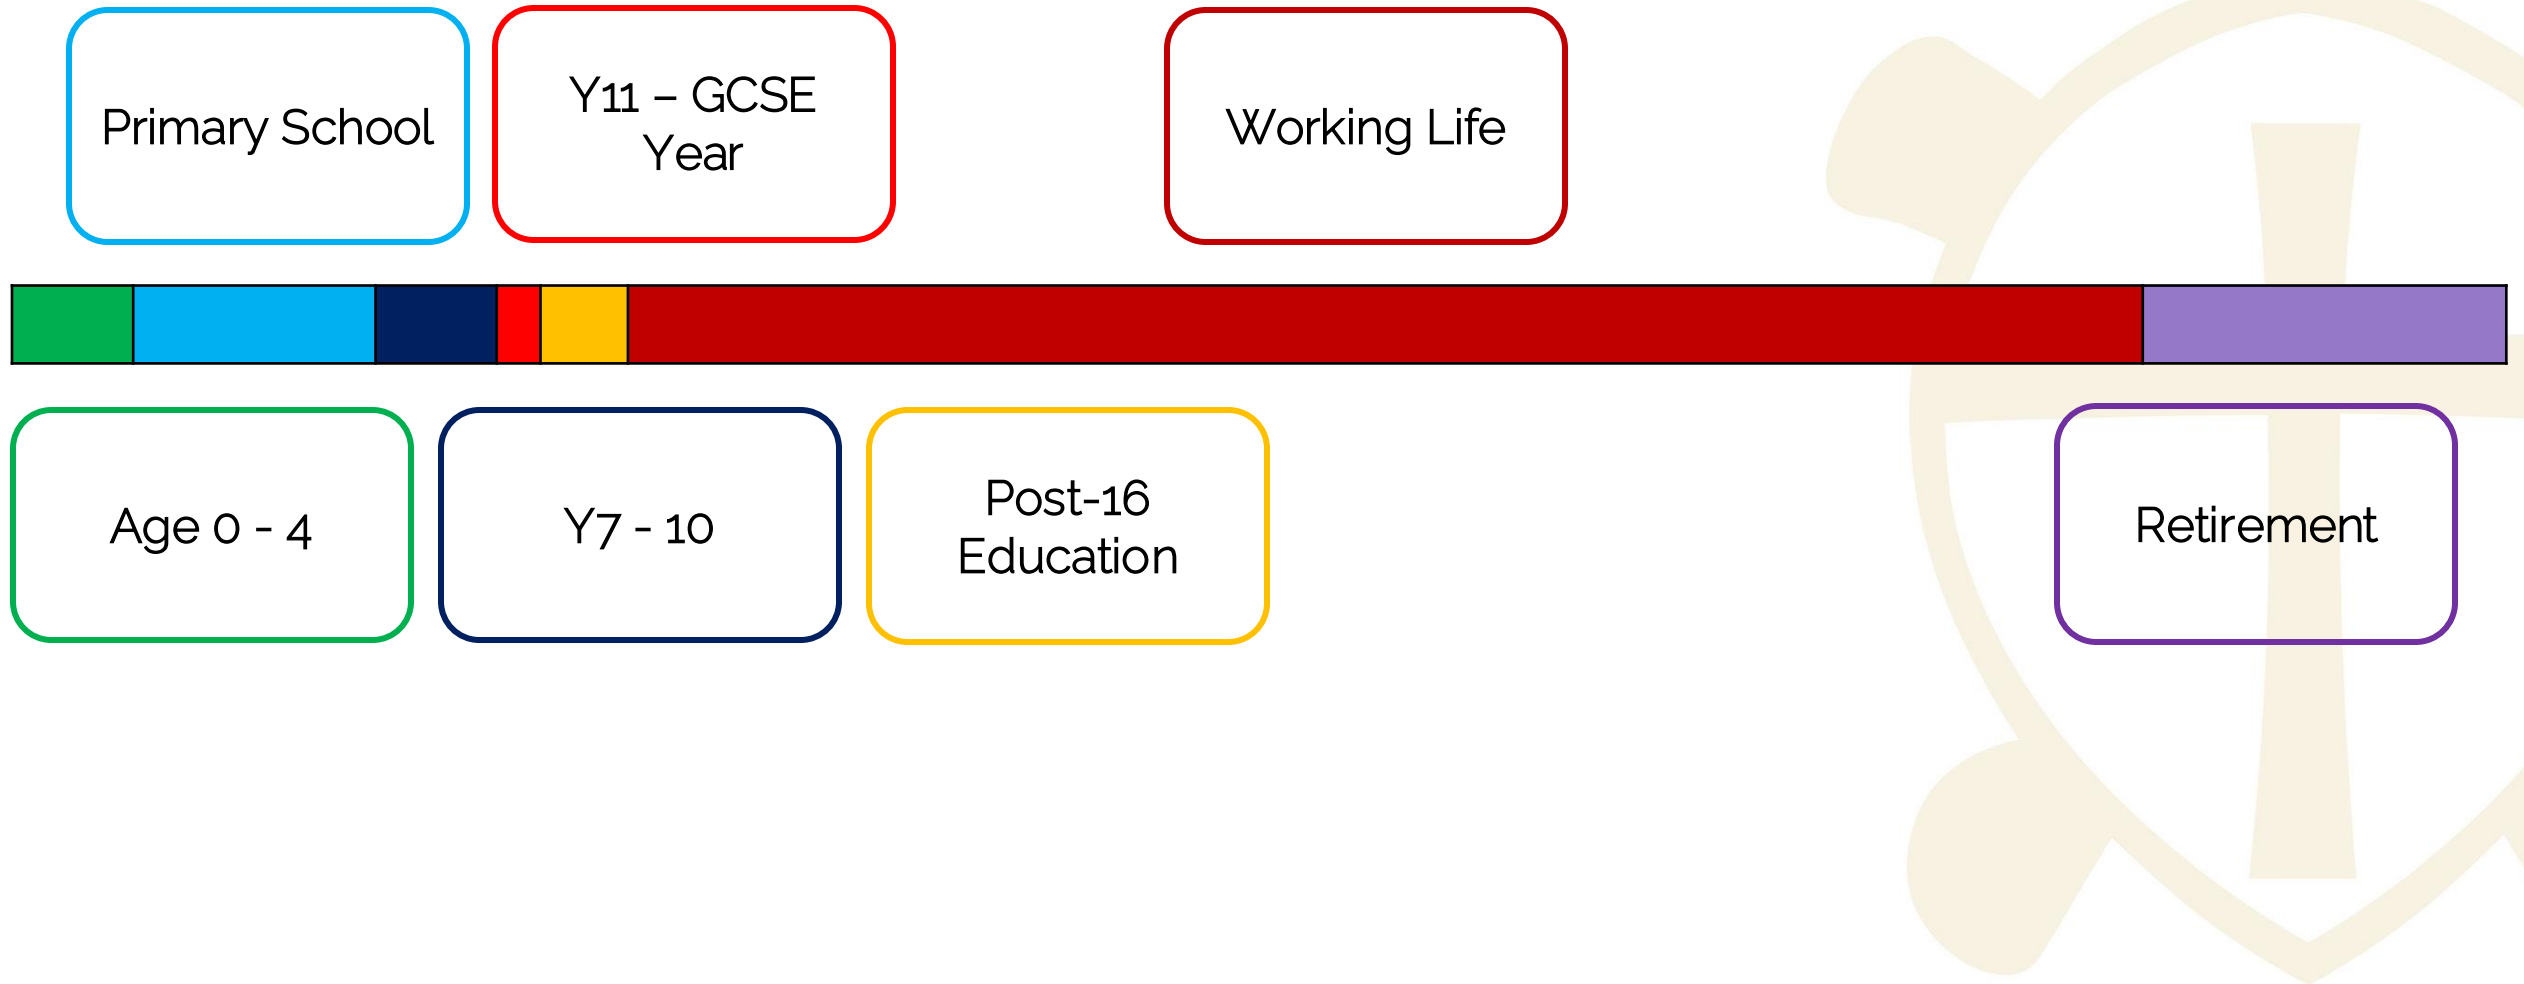 Primary School
Y11 – GCSE
Year
Working Life
Age 0 - 4
Y7 - 10
Post-16
Education
Retirement